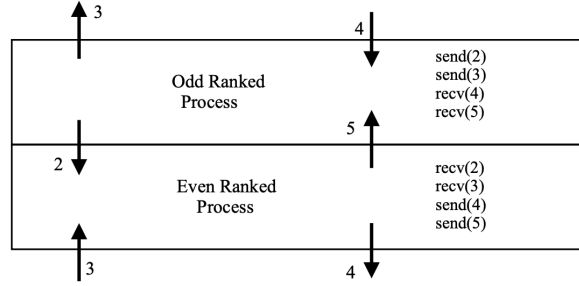 3
4
Odd Ranked
Process
send(2)
send(3)
recv(4)
recv(5)
2
5
Even Ranked
Process
recv(2)
recv(3)
send(4)
send(5)
3
4